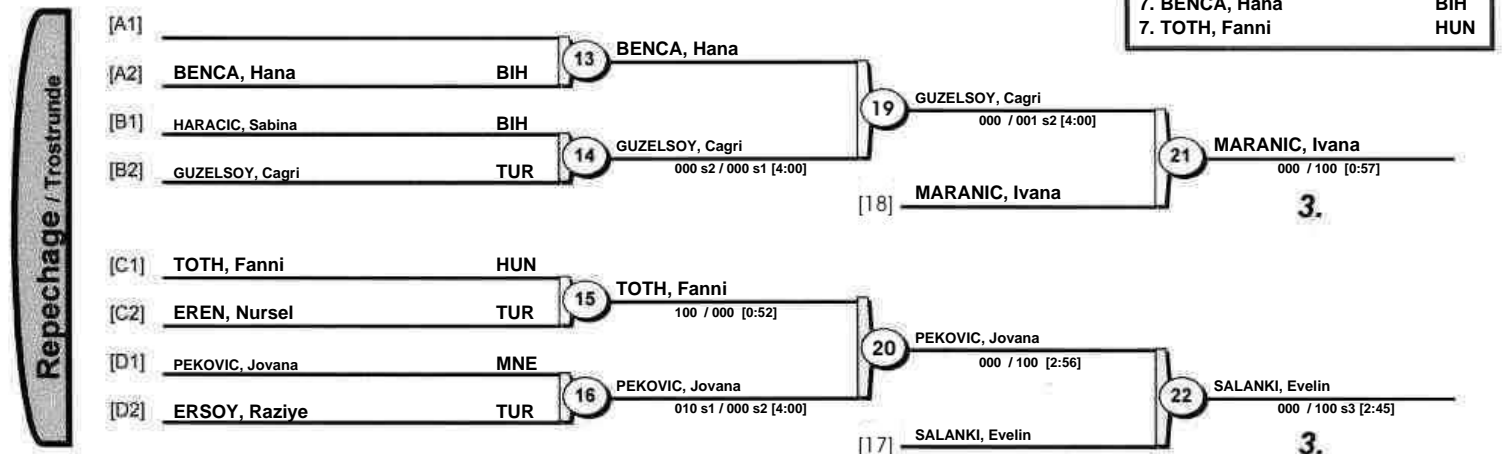 7. BENCA, Hana BIH
7. TOTH, Fanni HUN
Repechage / Trostrunde
[A1]
13 BENCA, Hana
[A2] BENCA, Hana BIH
19 GUZELSOY, Cagri
000 / 001 s2 [4:00]
[B1] HARACIC, Sabina BIH
14 GUZELSOY, Cagri
000 s2 / 000 s1 [4:00]
[B2] GUZELSOY, Cagri TUR
21 MARANIC, Ivana
000 / 100 [0:57]
[18] MARANIC, Ivana
3.
[C1] TOTH, Fanni HUN
15 TOTH, Fanni
100 / 000 [0:52]
[C2] EREN, Nursel TUR
20 PEKOVIC, Jovana
000 / 100 [2:56]
[D1] PEKOVIC, Jovana MNE
16 PEKOVIC, Jovana
010 s1 / 000 s2 [4:00]
[D2] ERSOY, Raziye TUR
22 SALANKI, Evelin
000 / 100 s3 [2:45]
[17] SALANKI, Evelin
3.